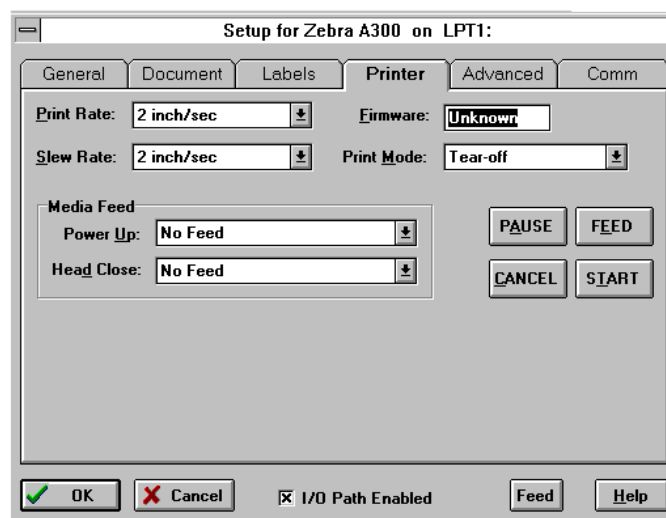 Setup for Zebra A300 on LPT1:
General Document Labels Printer Advanced Comm
Print Rate: 2 inch/sec Firmware: Unknown
Slew Rate: 2 inch/sec Print Mode: Tear-off
Media Feed
Power Up: No Feed PAUSE FEED
Head Close: No Feed CANCEL START
OK Cancel I/O Path Enabled Feed Help